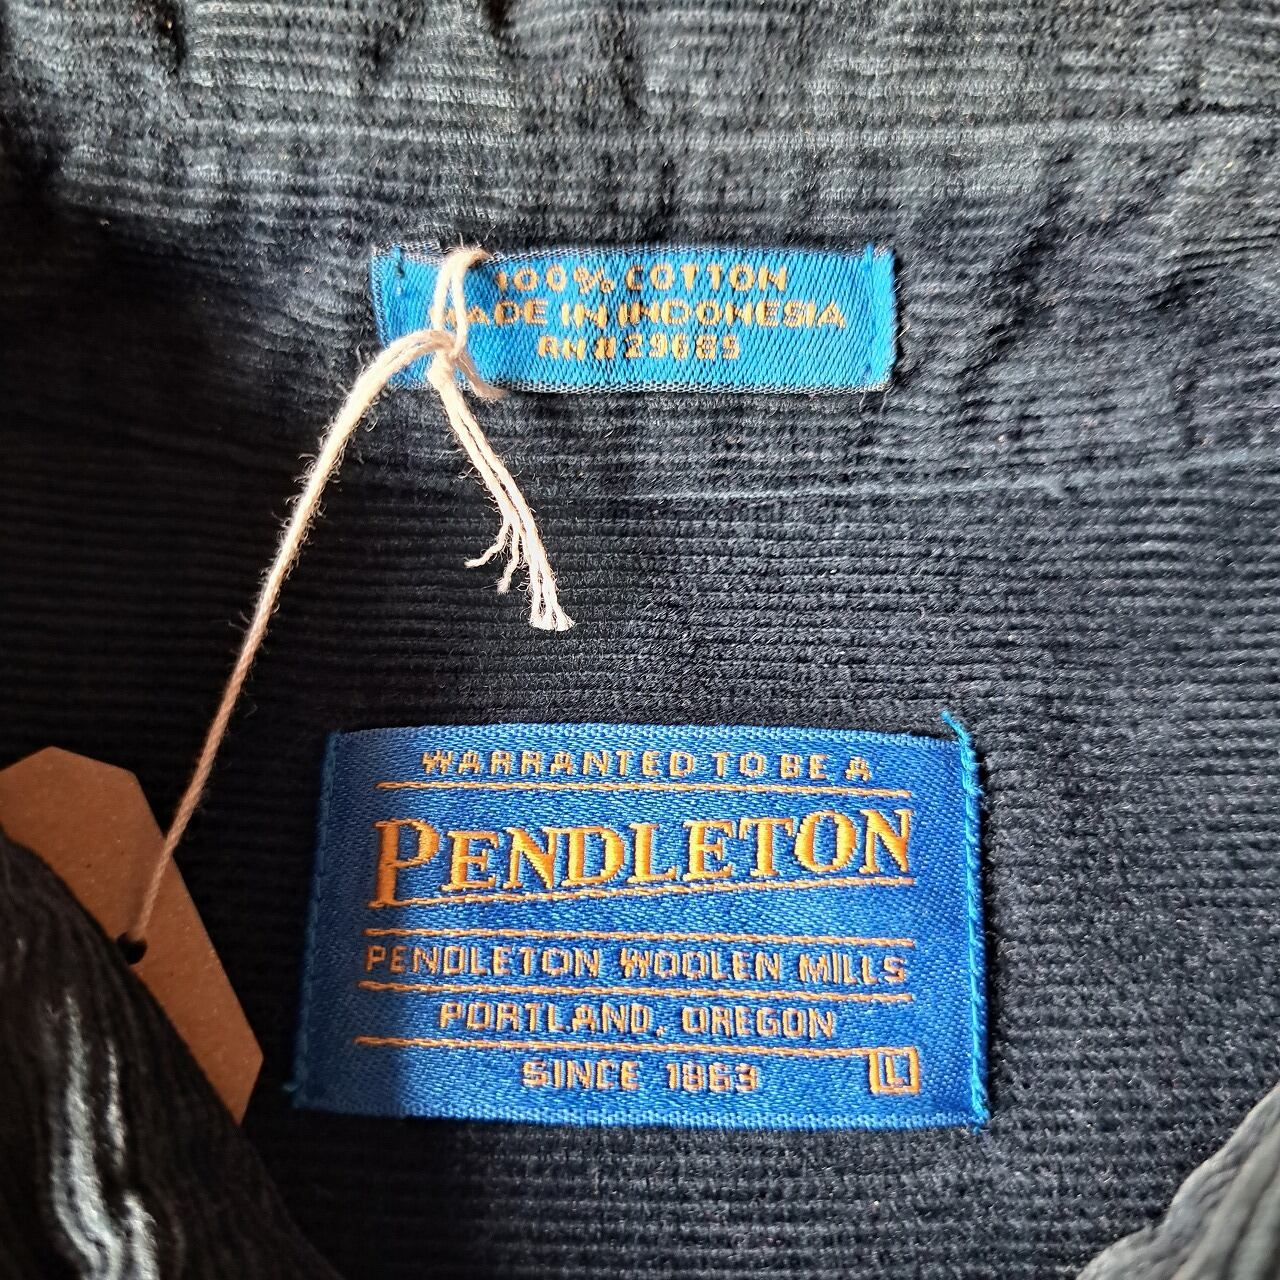 100% COTTON
MADE IN INDONESIA
RN#29685
WARRANTED TO BE A
PENDLETON
PENDLETON WOOLEN MILLS
PORTLAND, OREGON
SINCE 1863
L